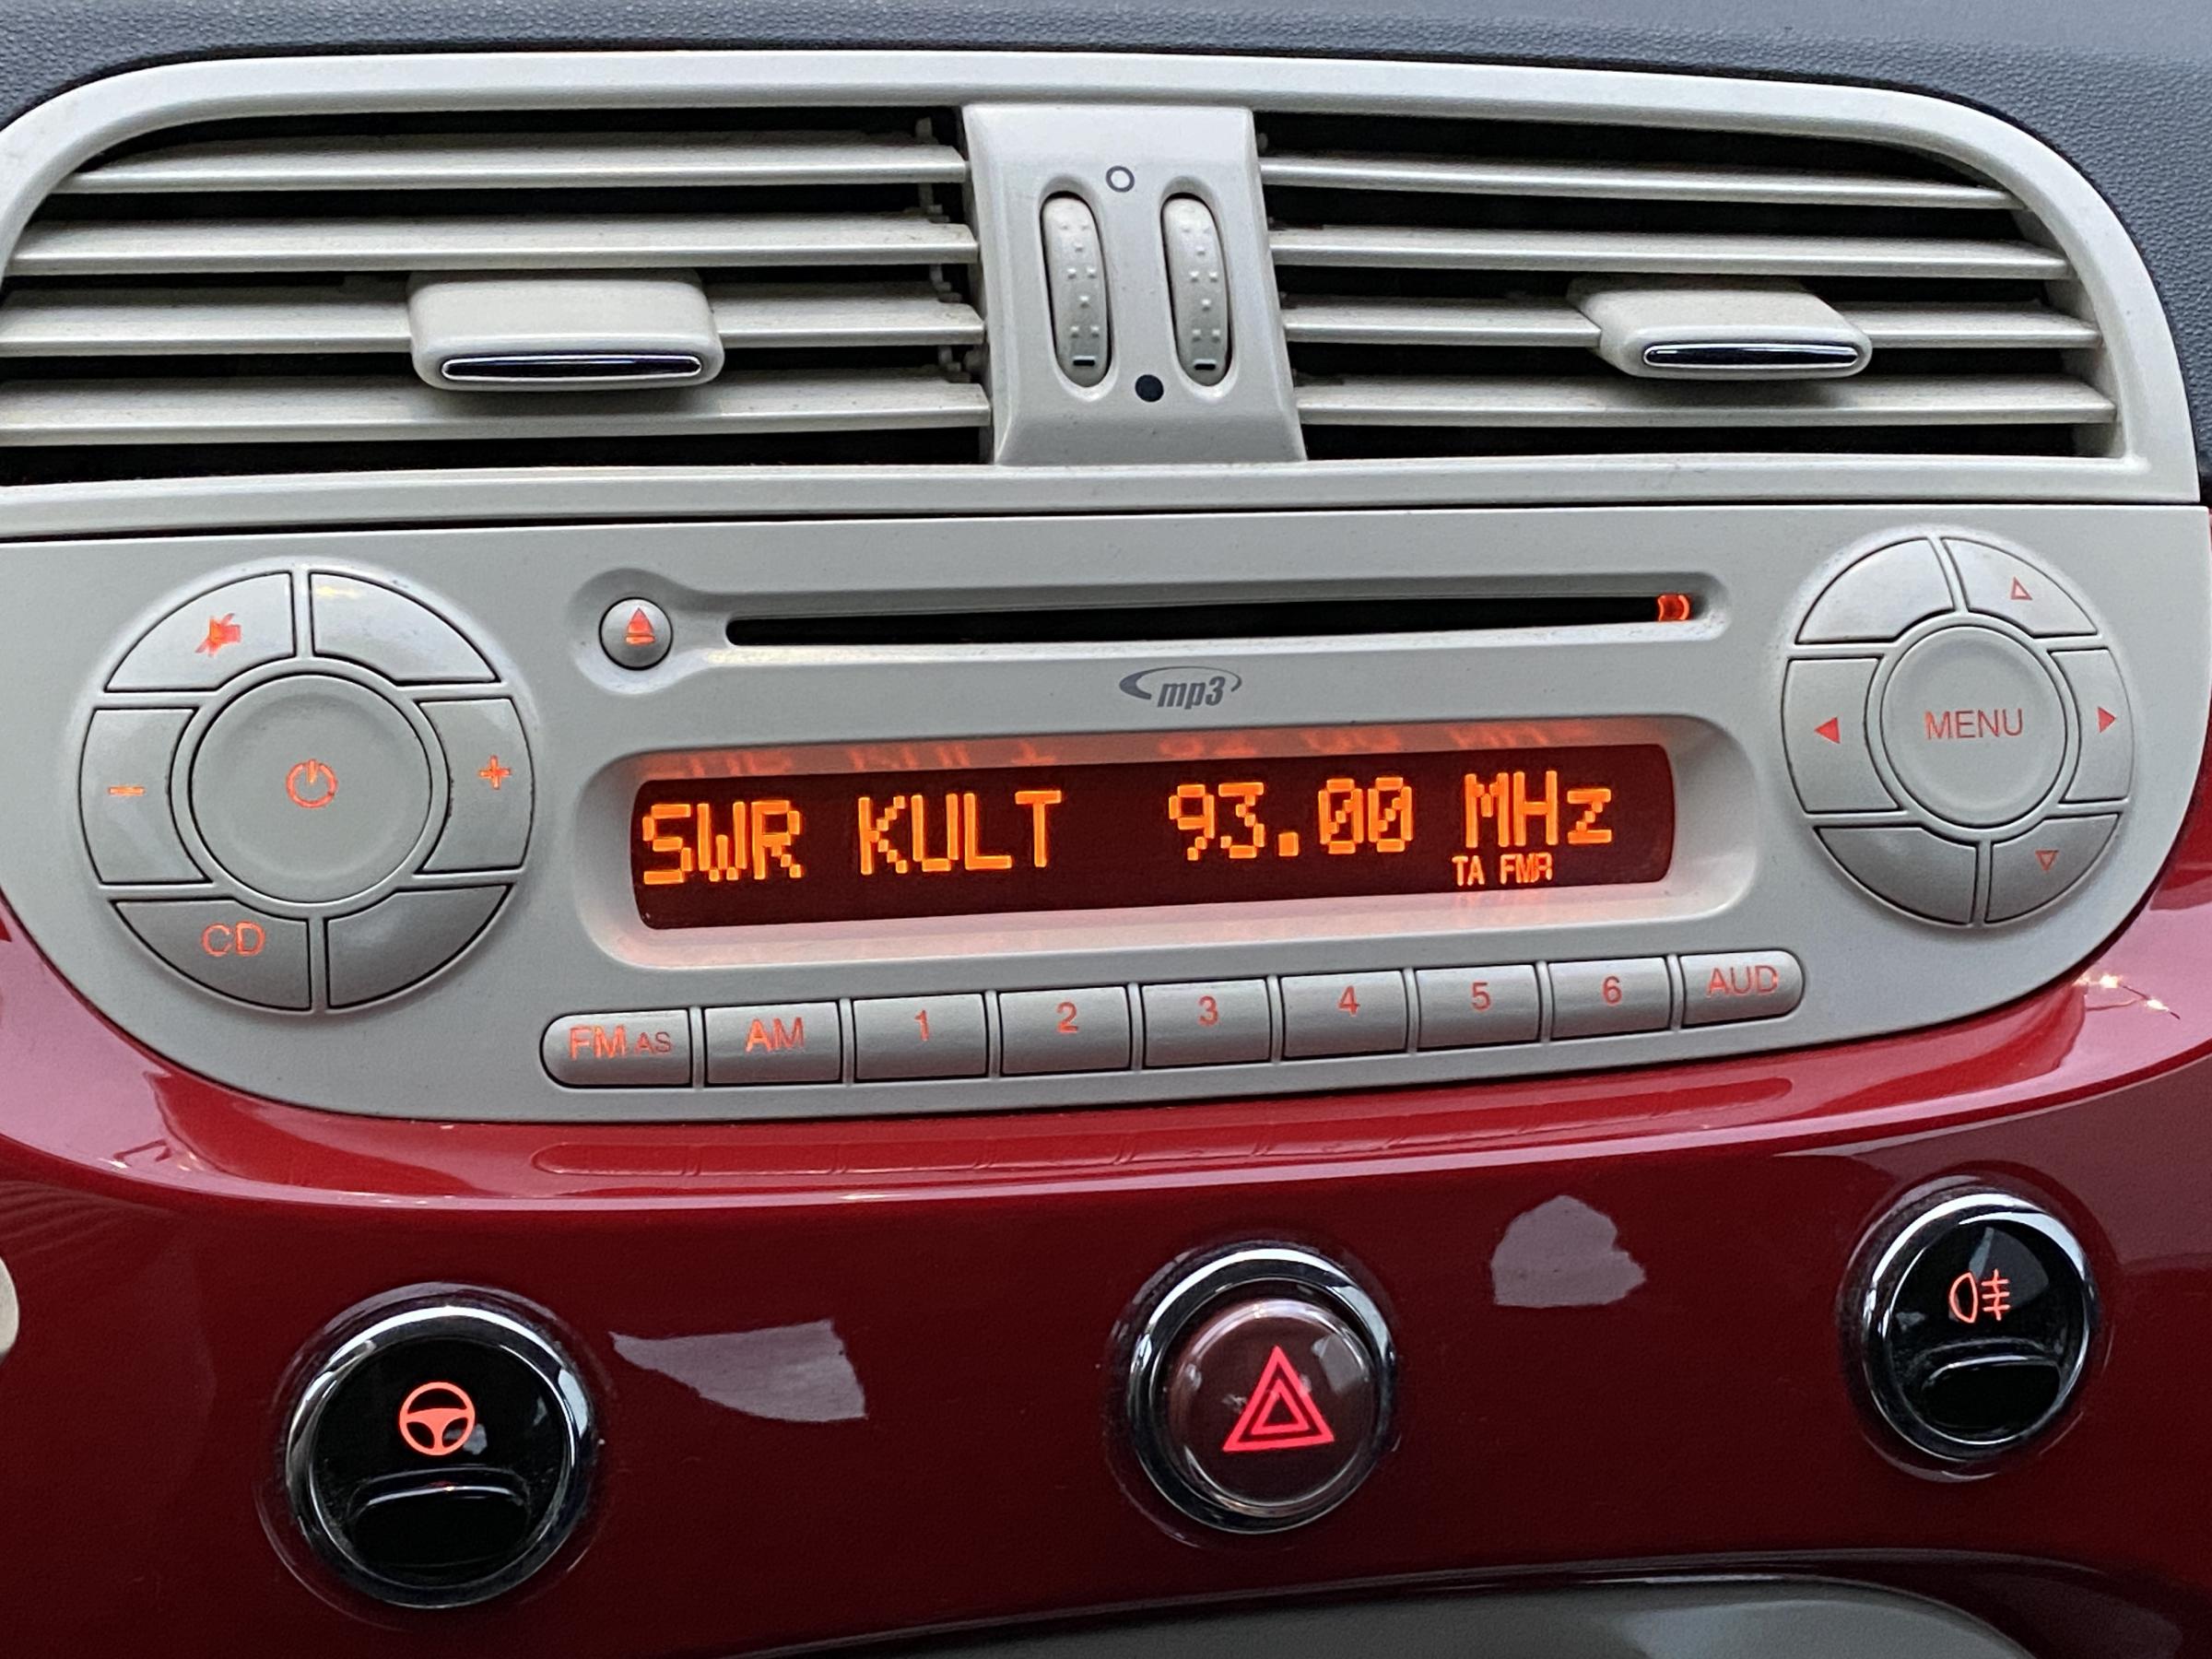 mp3
SWR KULT 93.00 MHz
TA FMR
MENU
CD
FM AS AM 1 2 3 4 5 6 AUD